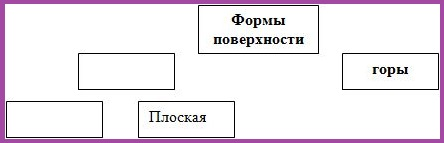 Формы
поверхности
горы
Плоская